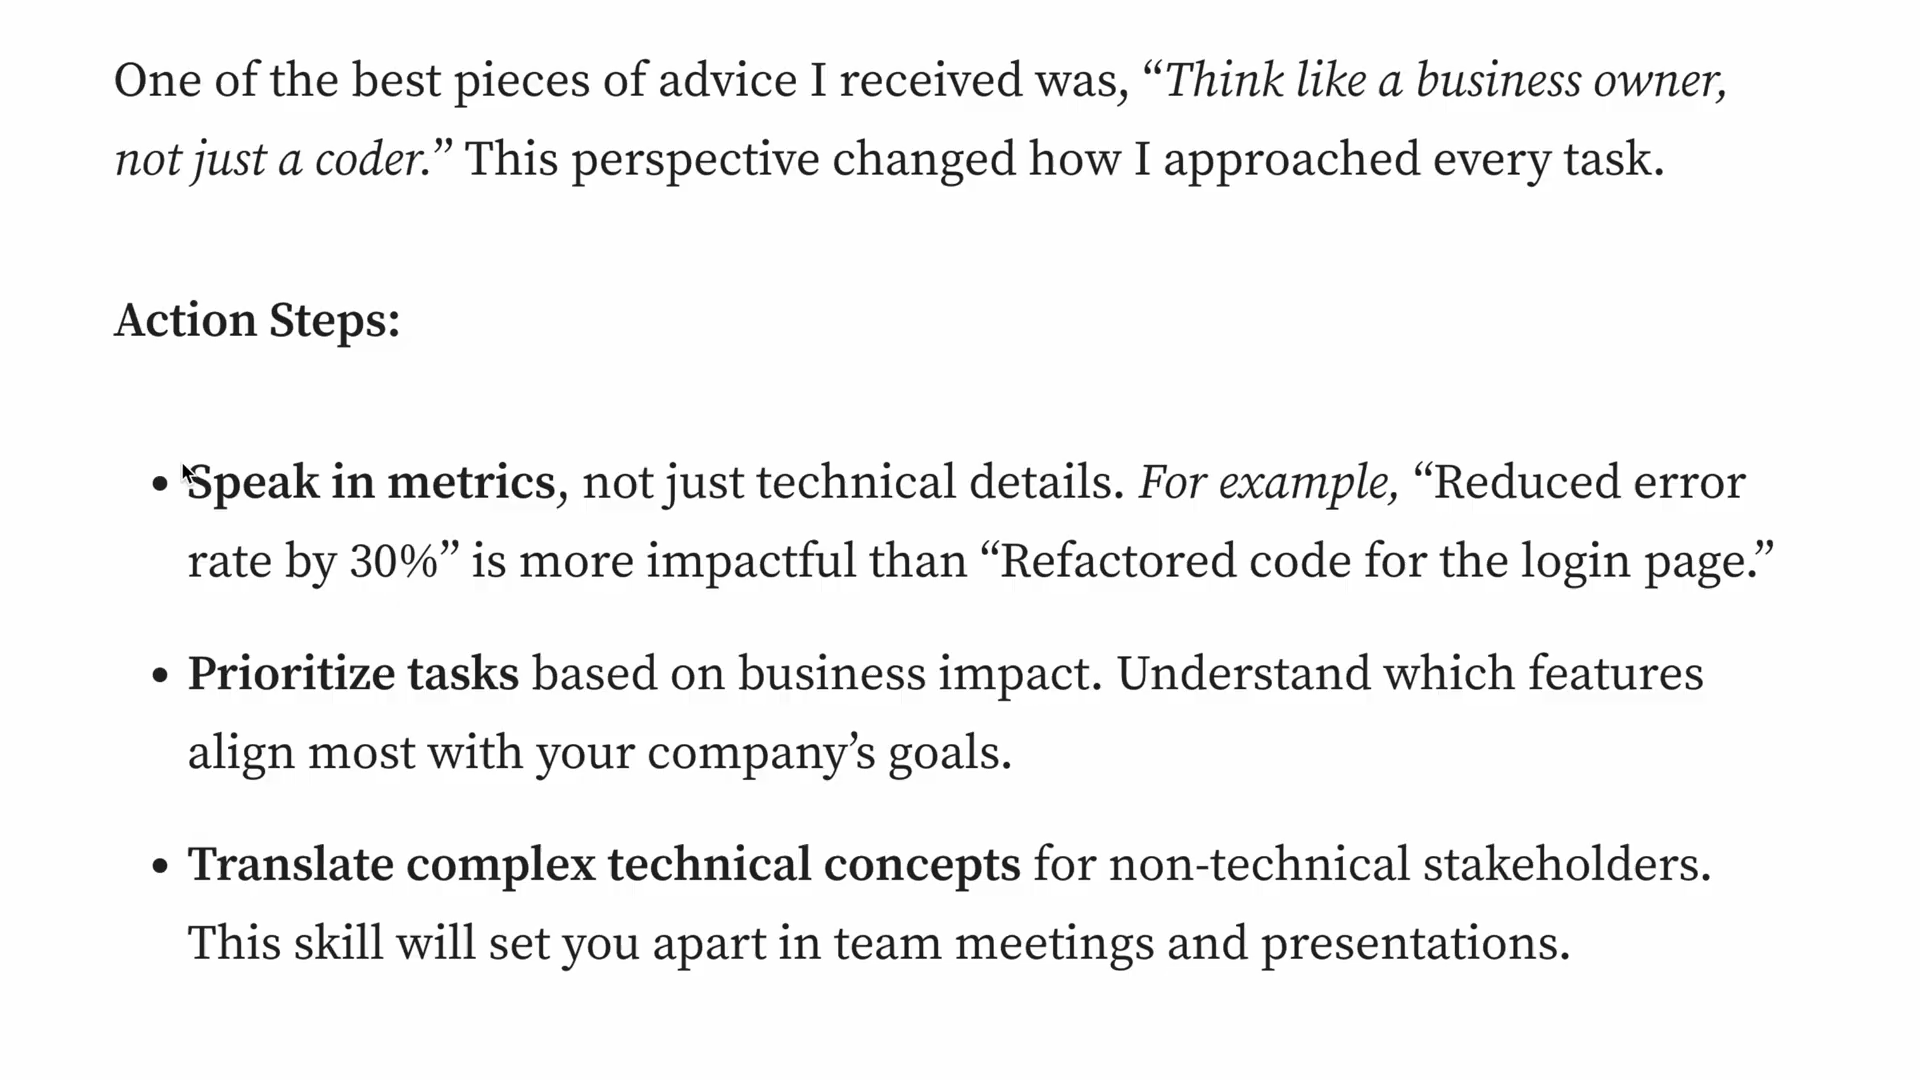 One of the best pieces of advice I received was, “Think like a business owner,
not just a coder.” This perspective changed how I approached every task.
Action Steps:
• Speak in metrics, not just technical details. For example, “Reduced error
rate by 30%” is more impactful than “Refactored code for the login page.”
• Prioritize tasks based on business impact. Understand which features
align most with your company’s goals.
• Translate complex technical concepts for non-technical stakeholders.
This skill will set you apart in team meetings and presentations.